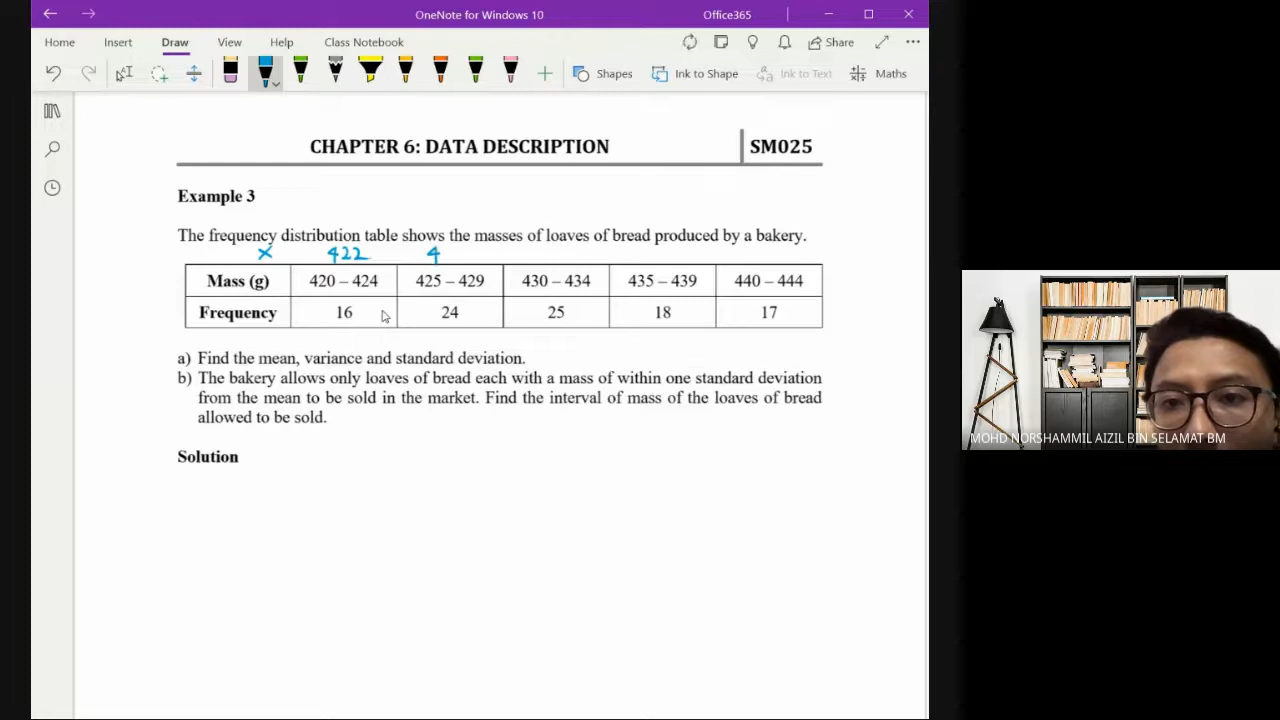 OneNote for Windows 10 Office365
Home Insert Draw View Help Class Notebook Share
Shapes Ink to Shape Ink to Text Maths
CHAPTER 6: DATA DESCRIPTION SM025
Example 3
The frequency distribution table shows the masses of loaves of bread produced by a bakery.
x 422 4
Mass (g) 420 – 424 425 – 429 430 – 434 435 – 439 440 – 444
Frequency 16 24 25 18 17
a) Find the mean, variance and standard deviation.
b) The bakery allows only loaves of bread each with a mass of within one standard deviation
from the mean to be sold in the market. Find the interval of mass of the loaves of bread
allowed to be sold.
Solution
MOHD NORSHAMMIL AIZIL BIN SELAMAT BM